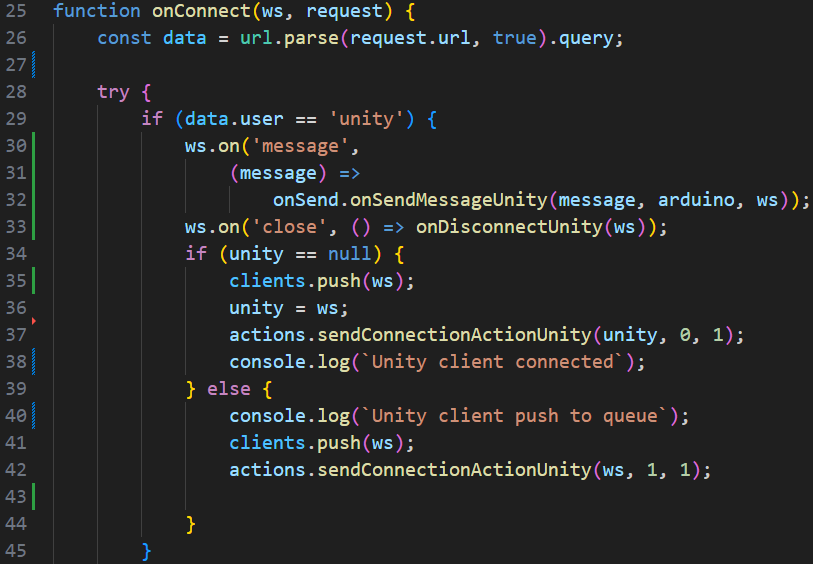 25 function onConnect(ws, request) {
26     const data = url.parse(request.url, true).query;
27
28     try {
29         if (data.user == 'unity') {
30             ws.on('message',
31                 (message) =>
32                     onSend.onSendMessageUnity(message, arduino, ws));
33             ws.on('close', () => onDisconnectUnity(ws));
34             if (unity == null) {
35                 clients.push(ws);
36                 unity = ws;
37                 actions.sendConnectionActionUnity(unity, 0, 1);
38                 console.log(`Unity client connected`);
39             } else {
40                 console.log(`Unity client push to queue`);
41                 clients.push(ws);
42                 actions.sendConnectionActionUnity(ws, 1, 1);
43
44             }
45         }